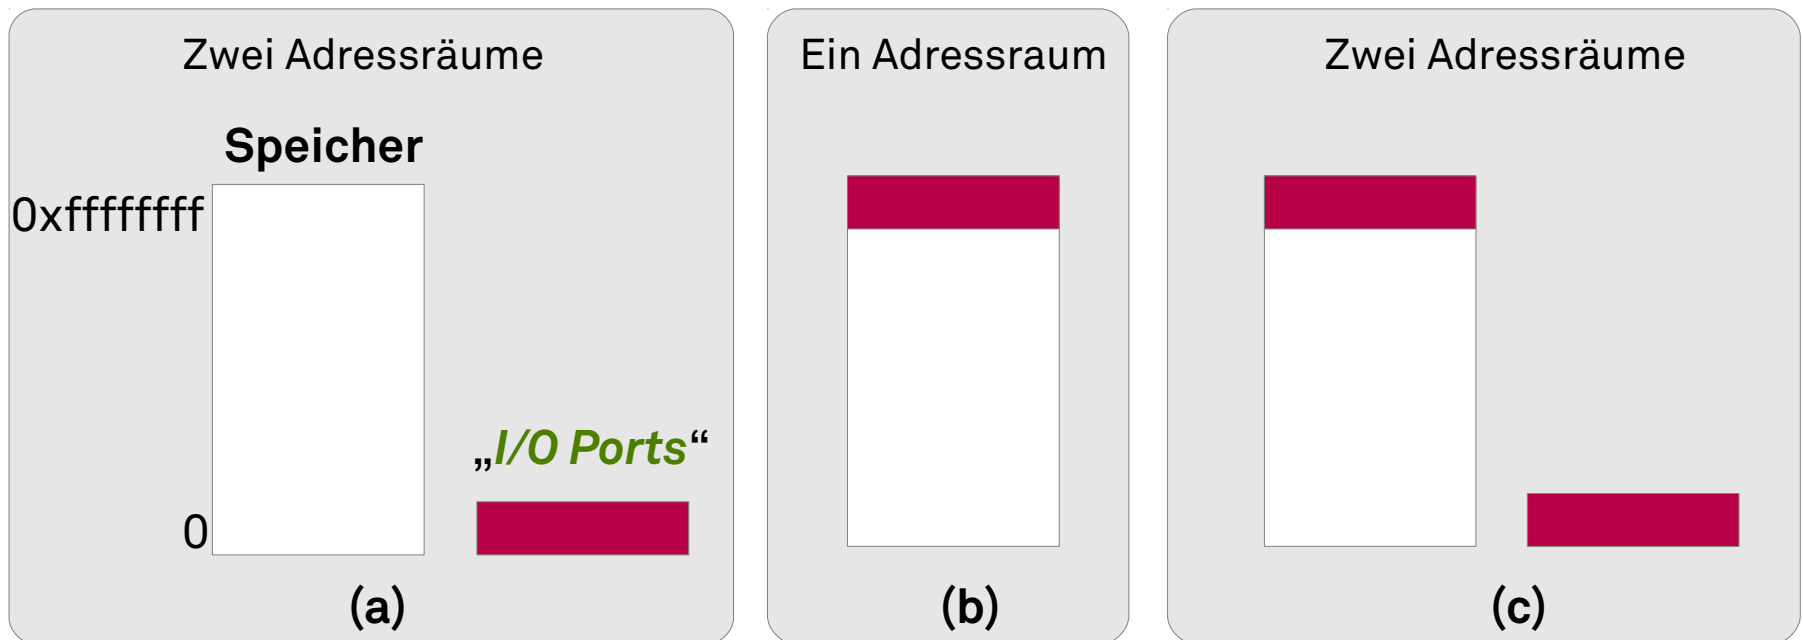 Zwei Adressräume
Speicher
0xffffffff
„I/O Ports“
0
(a)
Ein Adressraum
(b)
Zwei Adressräume
(c)